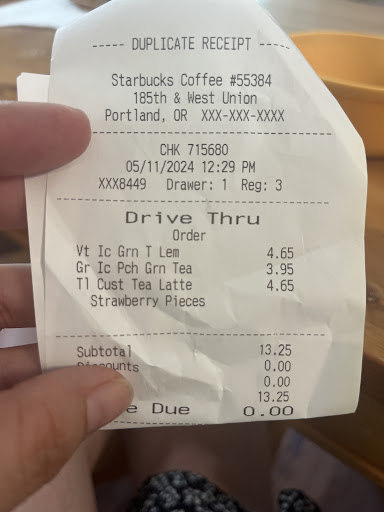 ----- DUPLICATE RECEIPT -----
Starbucks Coffee #55384
185th & West Union
Portland, OR XXX-XXX-XXXX
CHK 715680
05/11/2024 12:29 PM
XXX8449 Drawer: 1 Reg: 3
Drive Thru
Order
Vt Ic Grn T Lem 4.65
Gr Ic Pch Grn Tea 3.95
Tl Cust Tea Latte 4.65
Strawberry Pieces
Subtotal 13.25
Discounts 0.00
0.00
13.25
e Due 0.00